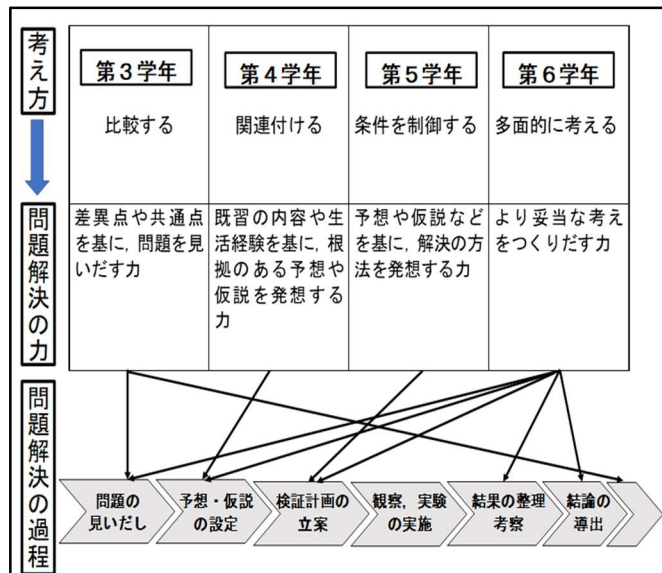 考え方
第３学年
第４学年
第５学年
第６学年
比較する
関連付ける
条件を制御する
多面的に考える
問題解決の力
差異点や共通点
を基に，問題を見
いだす力
既習の内容や生
活経験を基に，根
拠のある予想や
仮説を発想する
力
予想や仮説などを
基に，解決の方
法を発想する力
より妥当な考え
をつくりだす力
問題解決の過程
問題の
見いだし
予想・仮説
の設定
検証計画の
立案
観察，実験
の実施
結果の整理
考察
結論の
導出